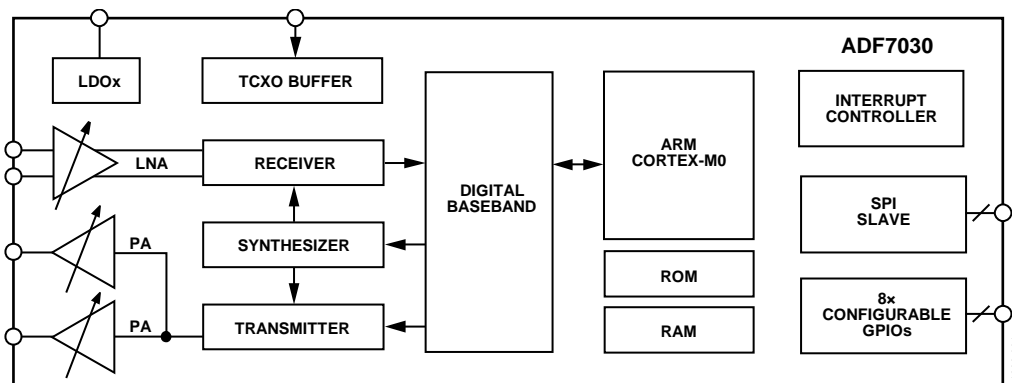 ADF7030
LDOx
TCXO BUFFER
LNA
RECEIVER
PA
SYNTHESIZER
PA
TRANSMITTER
DIGITAL
BASEBAND
ARM
CORTEX-M0
ROM
RAM
INTERRUPT
CONTROLLER
SPI
SLAVE
8×
CONFIGURABLE
GPIOs